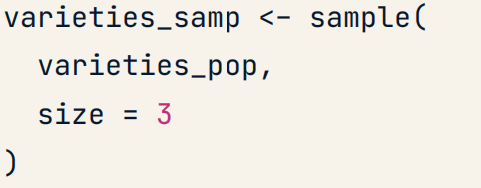 varieties_samp <- sample(
  varieties_pop,
  size = 3
)